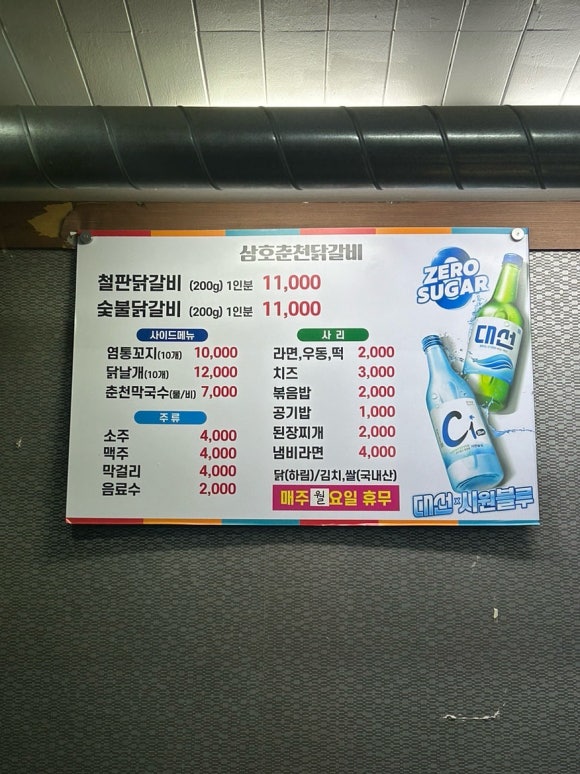 삼호춘천닭갈비
철판닭갈비 (200g) 1인분 11,000
숯불닭갈비 (200g) 1인분 11,000
사이드메뉴
염통꼬지(10개) 10,000
닭날개(10개) 12,000
춘천막국수(물/비) 7,000
주 류
소주 4,000
맥주 4,000
막걸리 4,000
음료수 2,000
사 리
라면,우동,떡 2,000
치즈 3,000
볶음밥 2,000
공기밥 1,000
된장찌개 2,000
냄비라면 4,000
닭(하림)/김치,쌀(국내산)
매주 월요일 휴무
ZERO
SUGAR
대선
C1
대선 시원블루